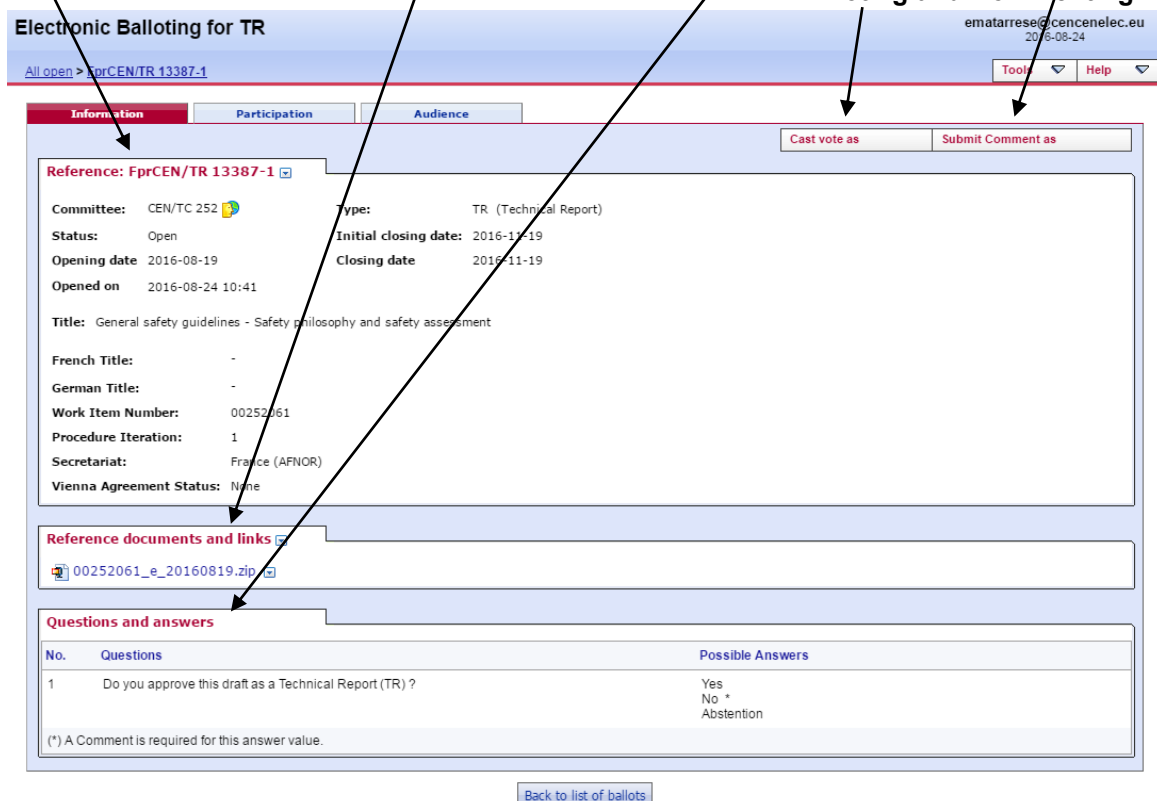 Electronic Balloting for TR
ematarrese@cencenelec.eu
2016-08-24
All open > FprCEN/TR 13387-1
Tools Help
Information Participation Audience
Cast vote as Submit Comment as
Reference: FprCEN/TR 13387-1
Committee: CEN/TC 252 Type: TR (Technical Report)
Status: Open Initial closing date: 2016-11-19
Opening date 2016-08-19 Closing date 2016-11-19
Opened on 2016-08-24 10:41
Title: General safety guidelines - Safety philosophy and safety assessment
French Title: -
German Title: -
Work Item Number: 00252061
Procedure Iteration: 1
Secretariat: France (AFNOR)
Vienna Agreement Status: None
Reference documents and links
00252061_e_20160819.zip
Questions and answers
No. Questions Possible Answers
1 Do you approve this draft as a Technical Report (TR) ? Yes
No *
Abstention
(*) A Comment is required for this answer value.
Back to list of ballots